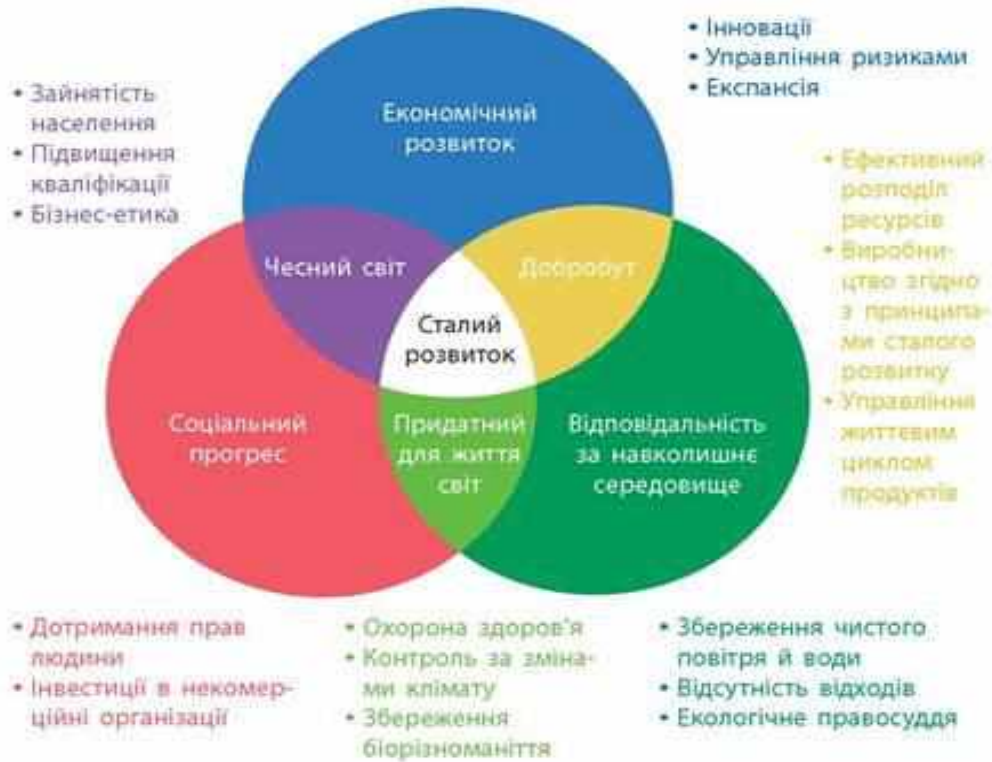 • Інновації
• Управління ризиками
• Експансія
• Зайнятість
населення
• Підвищення
кваліфікації
• Бізнес-етика
Економічний
розвиток
• Ефективний
розподіл
ресурсів
• Виробни-
цтво згідно
з принципа-
ми сталого
розвитку
• Управління
життєвим
циклом
продуктів
Чесний світ
Добробут
Сталий
розвиток
Соціальний
прогрес
Придатний
для життя
світ
Відповідальність
за навколишнє
середовище
• Дотримання прав
людини
• Інвестиції в некомер-
ційні організації
• Охорона здоров'я
• Контроль за зміна-
ми клімату
• Збереження
біорізноманіття
• Збереження чистого
повітря й води
• Відсутність відходів
• Екологічне правосуддя